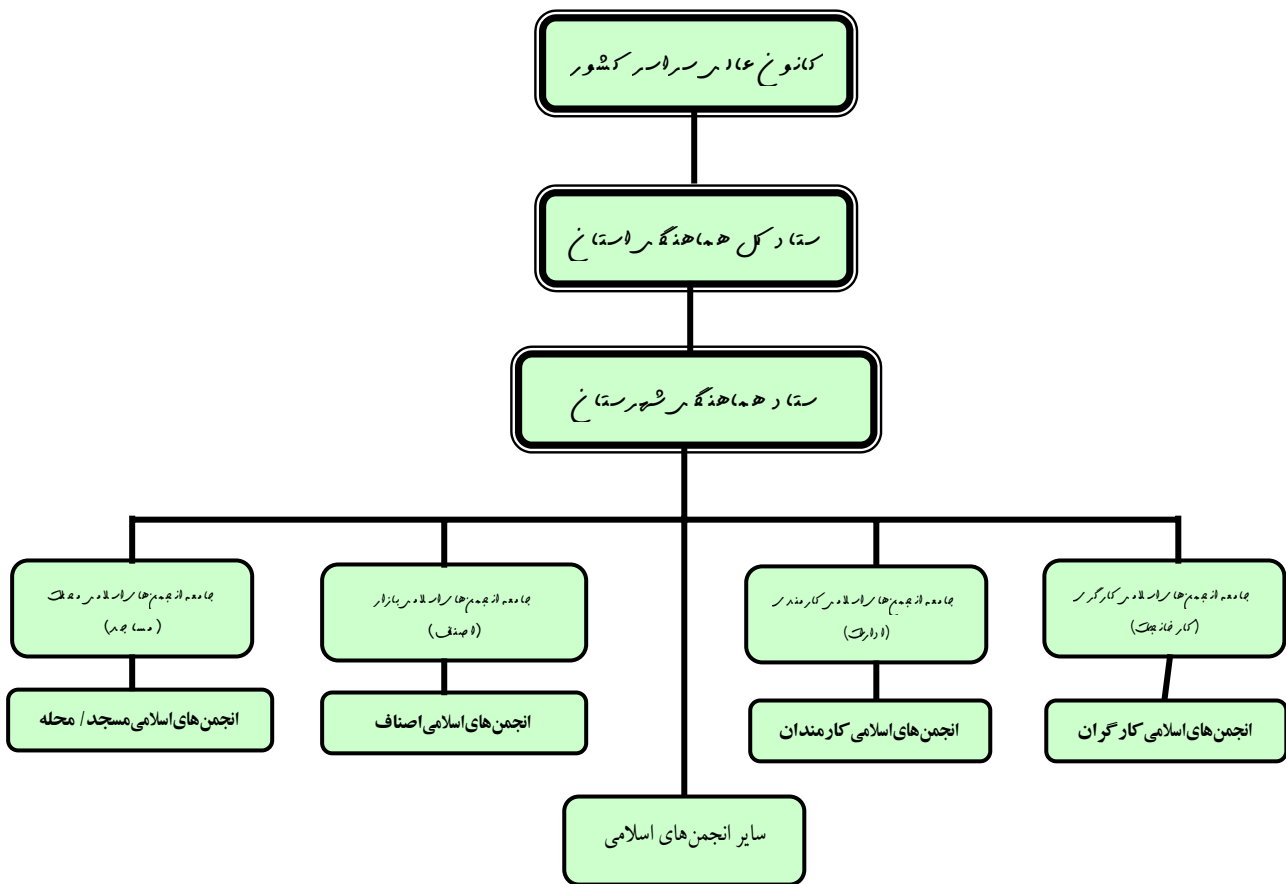 کانون عالی سراسر کشور
ستاد کل هماهنگی استان
ستاد هماهنگی شهرستان
جامعه انجمن‌های اسلامی کارگری
(کارخانجات)
جامعه انجمن‌های اسلامی کارمندی
(ادارات)
جامعه انجمن‌های اسلامی بازار
(اصناف)
جامعه انجمن‌های اسلامی محلات
(مساجد)
انجمن‌های اسلامی کارگران
انجمن‌های اسلامی کارمندان
انجمن‌های اسلامی اصناف
انجمن‌های اسلامی مسجد / محله
سایر انجمن‌های اسلامی